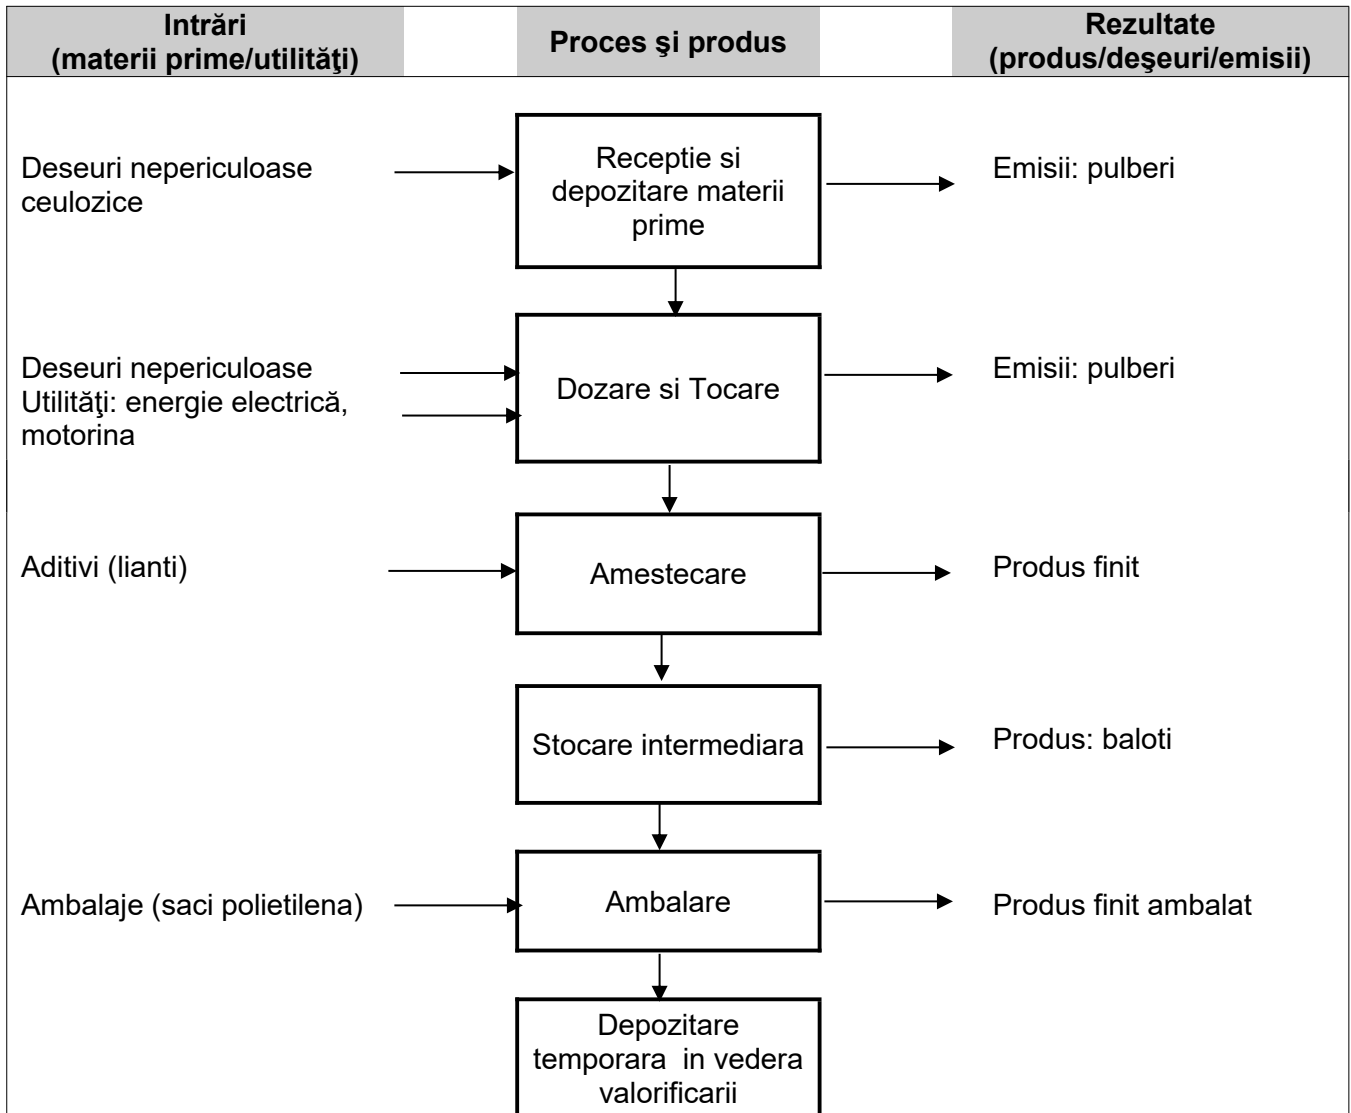 Intrări
(materii prime/utilităţi)
Proces şi produs
Rezultate
(produs/deşeuri/emisii)
Deseuri nepericuloase
ceulozice
Receptie si
depozitare materii
prime
Emisii: pulberi
Deseuri nepericuloase
Utilităţi: energie electrică,
motorina
Dozare si Tocare
Emisii: pulberi
Aditivi (lianti)
Amestecare
Produs finit
Stocare intermediara
Produs: baloti
Ambalaje (saci polietilena)
Ambalare
Produs finit ambalat
Depozitare
temporara in vedera
valorificarii